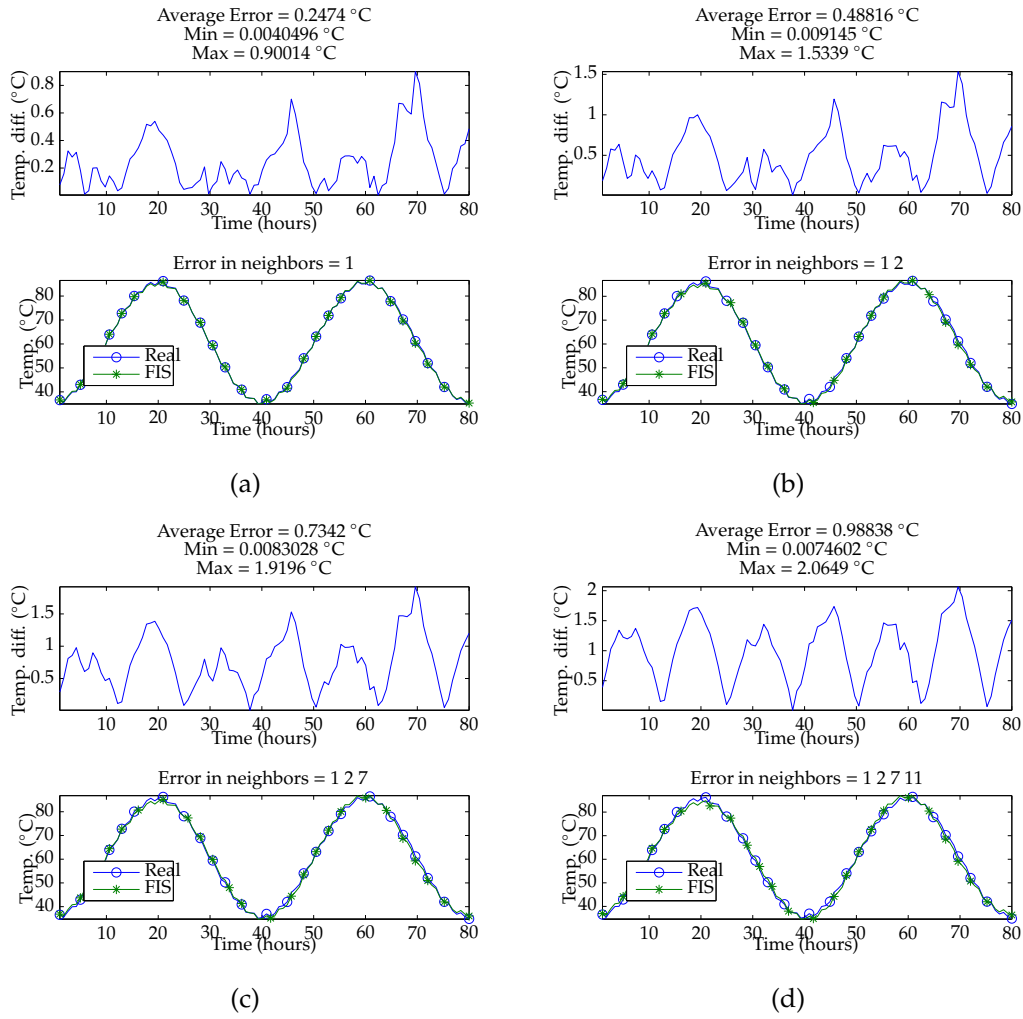 Average Error = 0.2474 °C
Min = 0.0040496 °C
Max = 0.90014 °C
Temp. diff. (°C)
0.8
0.6
0.4
0.2
10 20 30 40 50 60 70 80
Time (hours)
Error in neighbors = 1
Temp. (°C)
80
70
60
50
40
Real
FIS
10 20 30 40 50 60 70 80
Time (hours)
(a)
Average Error = 0.48816 °C
Min = 0.009145 °C
Max = 1.5339 °C
Temp. diff. (°C)
1.5
1
0.5
10 20 30 40 50 60 70 80
Time (hours)
Error in neighbors = 1 2
Temp. (°C)
80
70
60
50
40
Real
FIS
10 20 30 40 50 60 70 80
Time (hours)
(b)
Average Error = 0.7342 °C
Min = 0.0083028 °C
Max = 1.9196 °C
Temp. diff. (°C)
1.5
1
0.5
10 20 30 40 50 60 70 80
Time (hours)
Error in neighbors = 1 2 7
Temp. (°C)
80
70
60
50
40
Real
FIS
10 20 30 40 50 60 70 80
Time (hours)
(c)
Average Error = 0.98838 °C
Min = 0.0074602 °C
Max = 2.0649 °C
Temp. diff. (°C)
2
1.5
1
0.5
10 20 30 40 50 60 70 80
Time (hours)
Error in neighbors = 1 2 7 11
Temp. (°C)
80
70
60
50
40
Real
FIS
10 20 30 40 50 60 70 80
Time (hours)
(d)